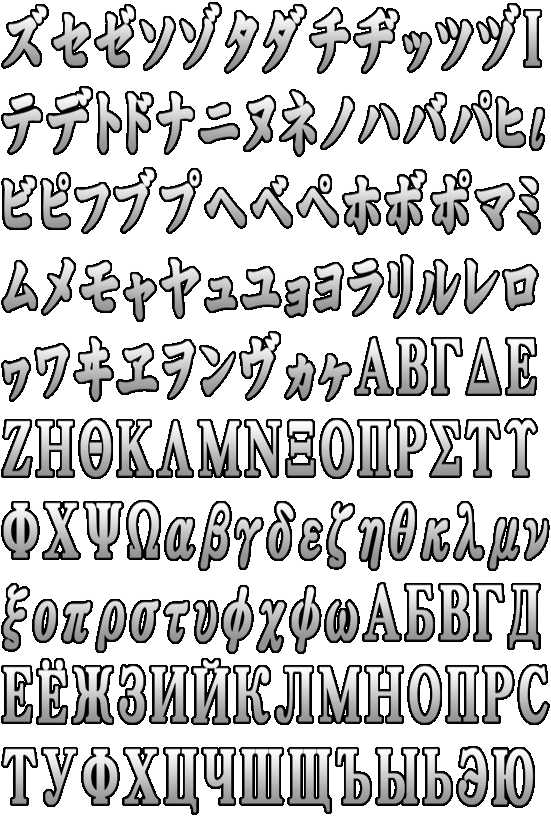 ズセゼソゾタダチヂッツヅI
テデトドナニヌネノハバパヒl
ビピフブプヘベペホボポマミ
ムメモャヤュユョヨラリルレロ
ヮワヰヱヲンヴヵヶΑΒΓΔΕ
ΖΗΘΚΛΜΝΞΟΠΡΣΤΥ
ΦΧΨΩαβγδεζηθκλμν
ξοπρστυφχψωАБВГД
ЕЁЖЗИЙКЛМНОПРС
ТУФХЦЧШЩЪЫЬЭЮ